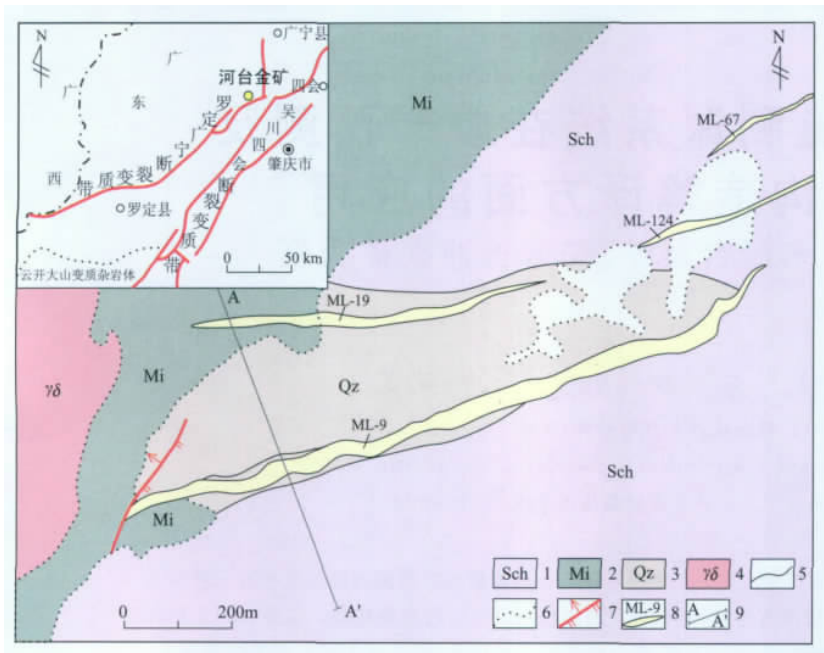 N
广宁县
广
东
广
西
河台金矿
四会
罗定广宁断裂变质带
吴川四会断裂变质带
肇庆市
罗定县
云开大山变质杂岩体
0 50 km
N
Mi
Sch
ML-67
ML-124
A
ML-19
Mi
Qz
γδ
ML-9
Sch
Mi
0 200m
A'
Sch 1 Mi 2 Qz 3 γδ 4 5
6 7 ML-9 8 A A' 9